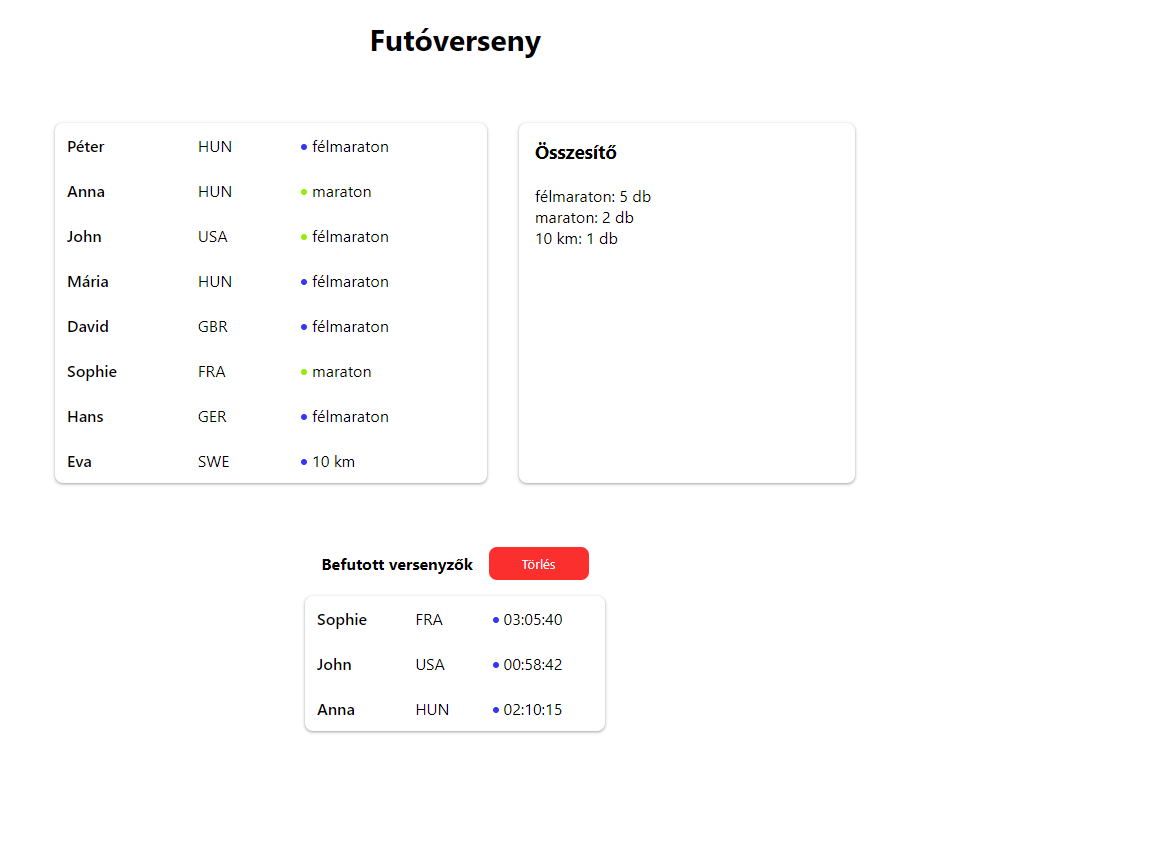 Futóverseny
Péter HUN félmaraton
Anna HUN maraton
John USA félmaraton
Mária HUN félmaraton
David GBR félmaraton
Sophie FRA maraton
Hans GER félmaraton
Eva SWE 10 km
Összesítő
félmaraton: 5 db
maraton: 2 db
10 km: 1 db
Befutott versenyzők Törlés
Sophie FRA 03:05:40
John USA 00:58:42
Anna HUN 02:10:15